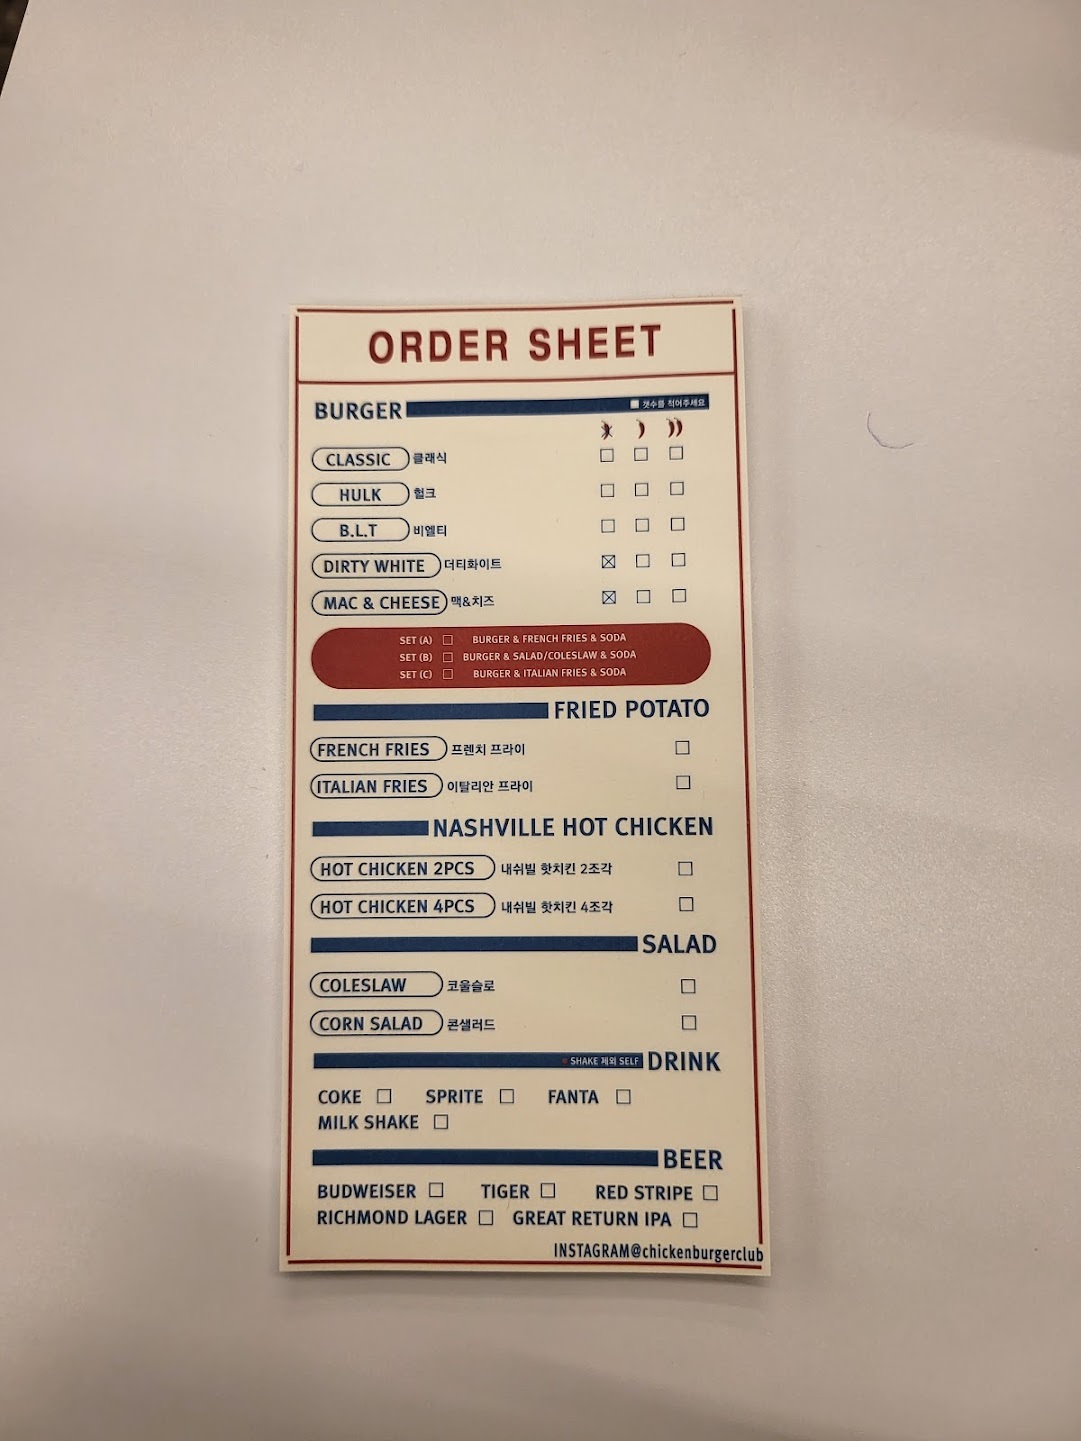 ORDER SHEET
BURGER 갯수를 적어주세요
CLASSIC 클래식
HULK 헐크
B.L.T 비엘티
DIRTY WHITE 더티화이트
MAC & CHEESE 맥&치즈
SET (A) BURGER & FRENCH FRIES & SODA
SET (B) BURGER & SALAD/COLESLAW & SODA
SET (C) BURGER & ITALIAN FRIES & SODA
FRIED POTATO
FRENCH FRIES 프렌치 프라이
ITALIAN FRIES 이탈리안 프라이
NASHVILLE HOT CHICKEN
HOT CHICKEN 2PCS 내쉬빌 핫치킨 2조각
HOT CHICKEN 4PCS 내쉬빌 핫치킨 4조각
SALAD
COLESLAW 코울슬로
CORN SALAD 콘샐러드
SHAKE 제외 SELF DRINK
COKE SPRITE FANTA
MILK SHAKE
BEER
BUDWEISER TIGER RED STRIPE
RICHMOND LAGER GREAT RETURN IPA
INSTAGRAM@chickenburgerclub